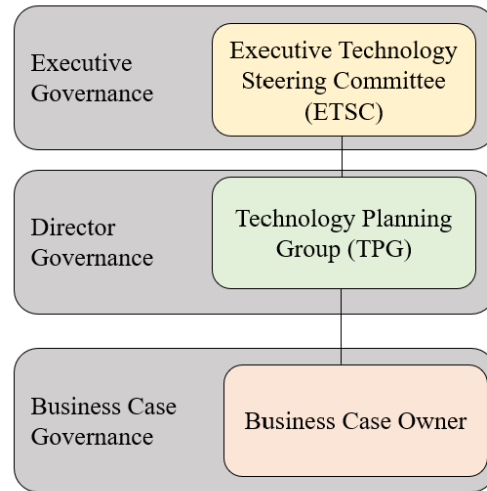 Executive
Governance
Executive Technology
Steering Committee
(ETSC)
Director
Governance
Technology Planning
Group (TPG)
Business Case
Governance
Business Case Owner